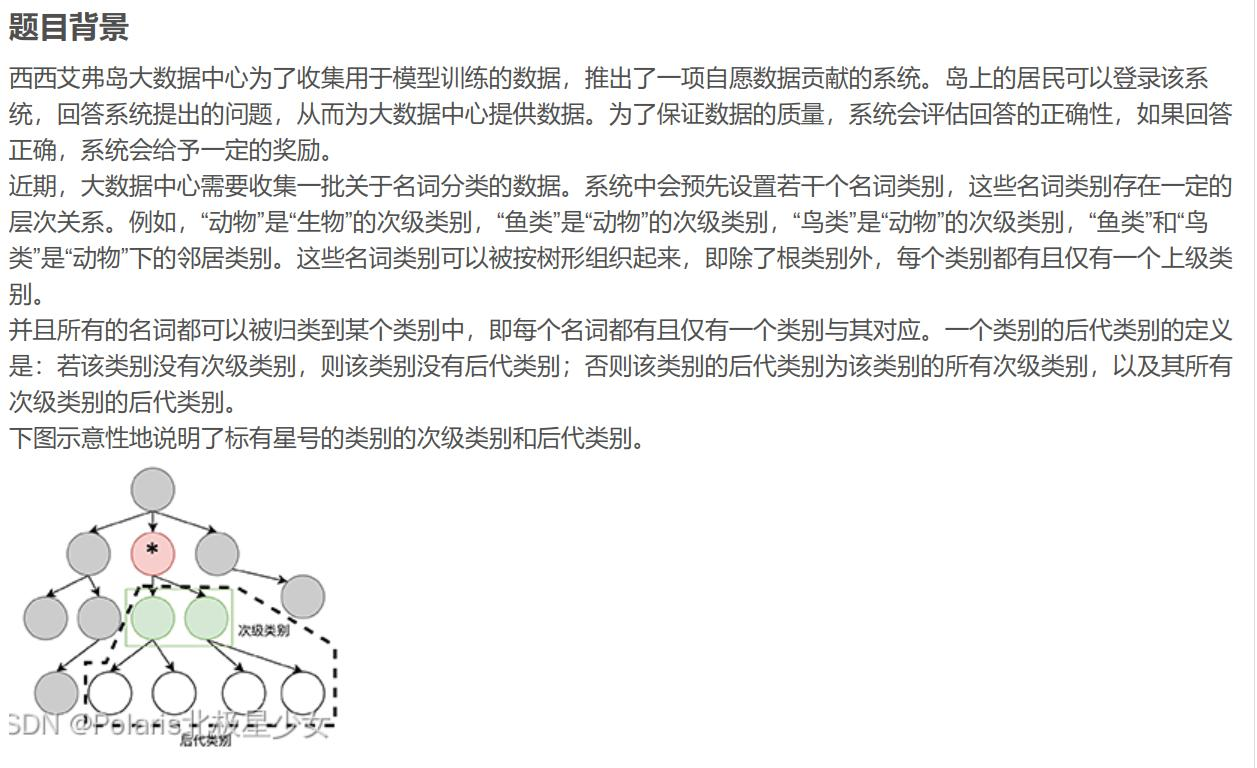 题目背景
西西艾弗岛大数据中心为了收集用于模型训练的数据，推出了一项自愿数据贡献的系统。岛上的居民可以登录该系
统，回答系统提出的问题，从而为大数据中心提供数据。为了保证数据的质量，系统会评估回答的正确性，如果回答
正确，系统会给予一定的奖励。
近期，大数据中心需要收集一批关于名词分类的数据。系统中会预先设置若干个名词类别，这些名词类别存在一定的
层次关系。例如，“动物”是“生物”的次级类别，“鱼类”是“动物”的次级类别，“鸟类”是“动物”的次级类别，“鱼类”和“鸟
类”是“动物”下的邻居类别。这些名词类别可以被按树形组织起来，即除了根类别外，每个类别都有且仅有一个上级类
别。
并且所有的名词都可以被归类到某个类别中，即每个名词都有且仅有一个类别与其对应。一个类别的后代类别的定义
是：若该类别没有次级类别，则该类别没有后代类别；否则该类别的后代类别为该类别的所有次级类别，以及其所有
次级类别的后代类别。
下图示意性地说明了标有星号的类别的次级类别和后代类别。
*
次级类别
SDN @Polaris北极星少女
后代类别